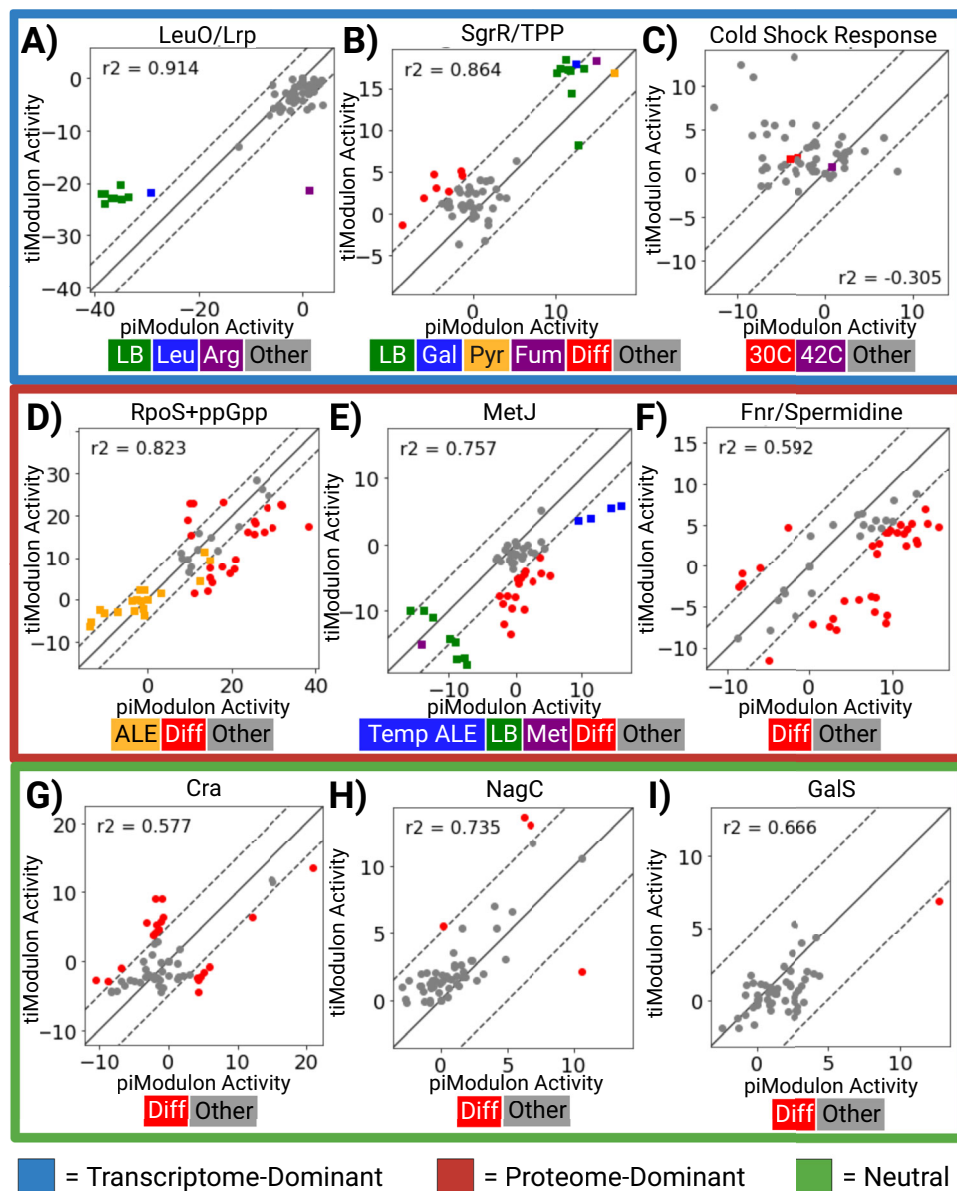 A) LeuO/Lrp
B) SgrR/TPP
C) Cold Shock Response
r2 = 0.914
r2 = 0.864
r2 = -0.305
tiModulon Activity
tiModulon Activity
tiModulon Activity
0
−10
−20
−30
−40
15
10
5
0
−5
10
5
0
−5
−10
−40 −20 0
0 10
−10 0 10
piModulon Activity
piModulon Activity
piModulon Activity
LB Leu Arg Other
LB Gal Pyr Fum Diff Other
30C 42C Other
D) RpoS+ppGpp
E) MetJ
F) Fnr/Spermidine
r2 = 0.823
r2 = 0.757
r2 = 0.592
tiModulon Activity
tiModulon Activity
tiModulon Activity
30
20
10
0
−10
10
0
−10
15
10
5
0
−5
−10
0 20 40
−10 0 10
−10 0 10
piModulon Activity
piModulon Activity
piModulon Activity
ALE Diff Other
Temp ALE LB Met Diff Other
Diff Other
G) Cra
H) NagC
I) GalS
r2 = 0.577
r2 = 0.735
r2 = 0.666
tiModulon Activity
tiModulon Activity
tiModulon Activity
20
10
0
−10
10
5
0
10
5
0
−10 0 10 20
0 5 10
0 5 10
piModulon Activity
piModulon Activity
piModulon Activity
Diff Other
Diff Other
Diff Other
= Transcriptome-Dominant
= Proteome-Dominant
= Neutral